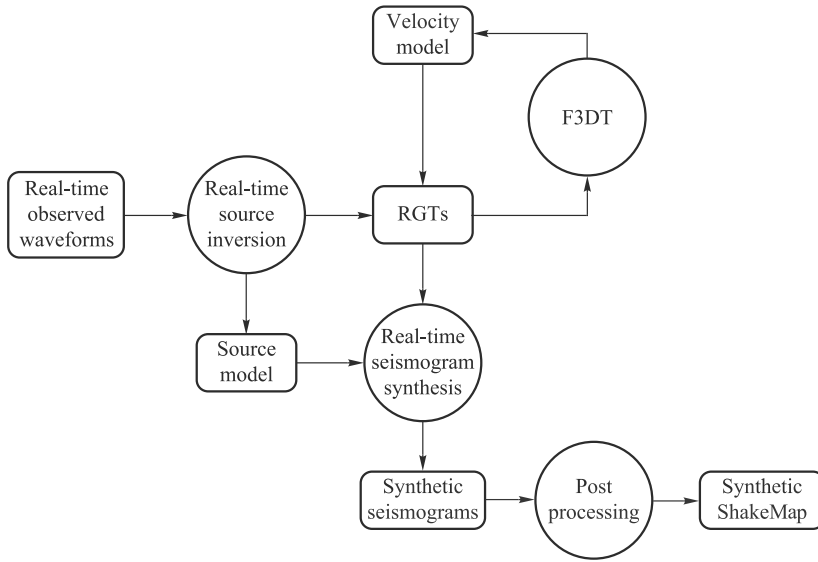 Velocity
model
F3DT
Real-time
observed
waveforms
Real-time
source
inversion
RGTs
Source
model
Real-time
seismogram
synthesis
Synthetic
seismograms
Post
processing
Synthetic
ShakeMap